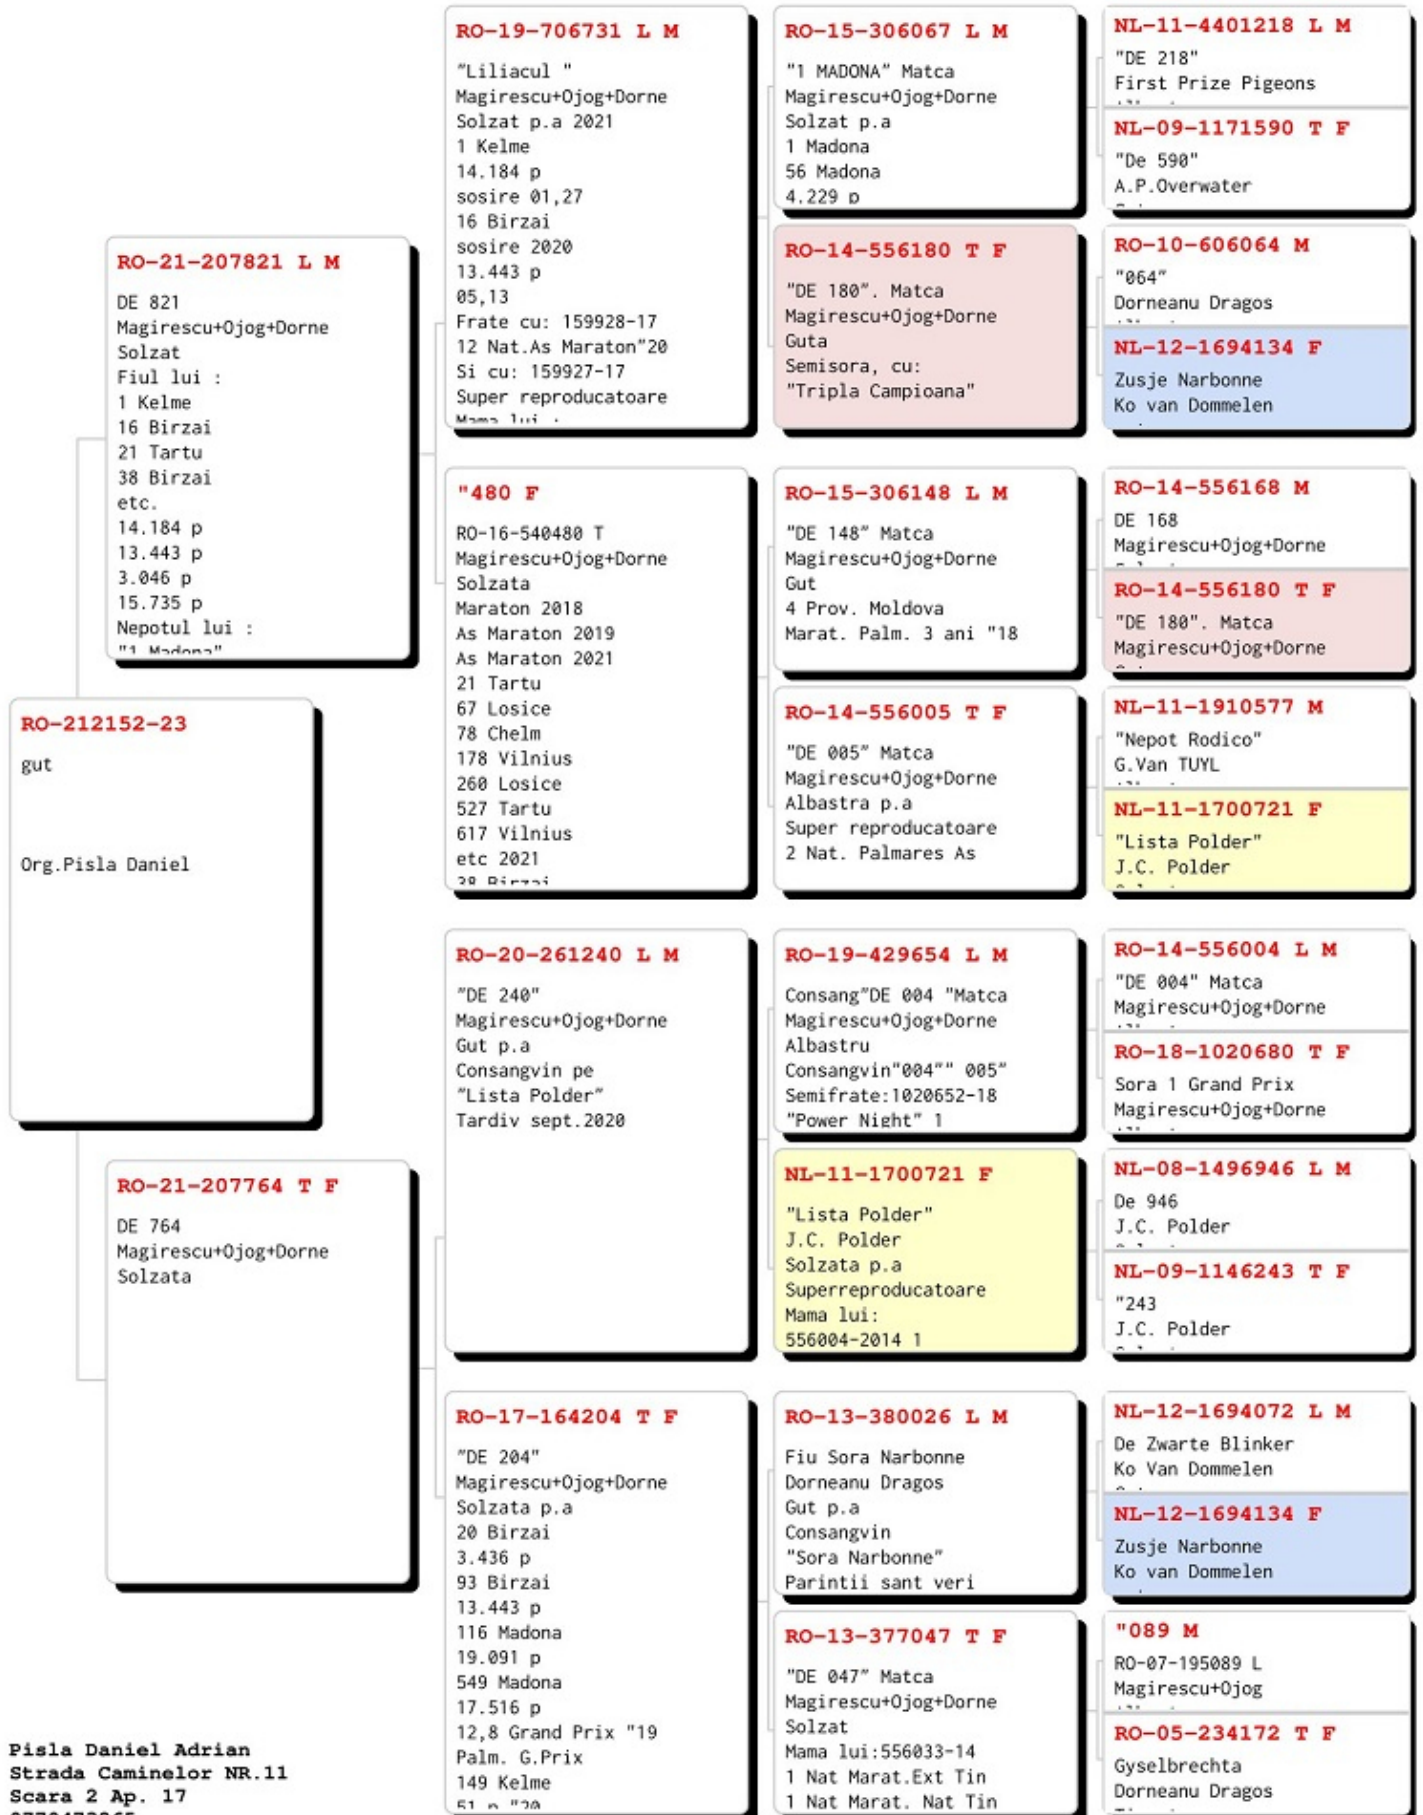 RO-212152-23
gut
Org.Pisla Daniel
RO-21-207821 L M
DE 821
Magirescu+Ojog+Dorne
Solzat
Fiul lui :
1 Kelme
16 Birzai
21 Tartu
38 Birzai
etc.
14.184 p
13.443 p
3.046 p
15.735 p
Nepotul lui :
"1 Madona"
RO-21-207764 T F
DE 764
Magirescu+Ojog+Dorne
Solzata
RO-19-706731 L M
"Liliacul "
Magirescu+Ojog+Dorne
Solzat p.a 2021
1 Kelme
14.184 p
sosire 01,27
16 Birzai
sosire 2020
13.443 p
05,13
Frate cu: 159928-17
12 Nat.As Maraton"20
Si cu: 159927-17
Super reproducatoare
Mama lui :
"480 F
RO-16-540480 T
Magirescu+Ojog+Dorne
Solzata
Maraton 2018
As Maraton 2019
As Maraton 2021
21 Tartu
67 Losice
78 Chelm
178 Vilnius
260 Losice
527 Tartu
617 Vilnius
etc 2021
38 Birzai
RO-20-261240 L M
"DE 240"
Magirescu+Ojog+Dorne
Gut p.a
Consangvin pe
"Lista Polder"
Tardiv sept.2020
RO-17-164204 T F
"DE 204"
Magirescu+Ojog+Dorne
Solzata p.a
20 Birzai
3.436 p
93 Birzai
13.443 p
116 Madona
19.091 p
549 Madona
17.516 p
12,8 Grand Prix "19
Palm. G.Prix
149 Kelme
51 p "20
RO-15-306067 L M
"1 MADONA" Matca
Magirescu+Ojog+Dorne
Solzat p.a
1 Madona
56 Madona
4.229 p
RO-14-556180 T F
"DE 180". Matca
Magirescu+Ojog+Dorne
Guta
Semisora, cu:
"Tripla Campioana"
RO-15-306148 L M
"DE 148" Matca
Magirescu+Ojog+Dorne
Gut
4 Prov. Moldova
Marat. Palm. 3 ani "18
RO-14-556005 T F
"DE 005" Matca
Magirescu+Ojog+Dorne
Albastra p.a
Super reproducatoare
2 Nat. Palmares As
RO-19-429654 L M
Consang"DE 004 "Matca
Magirescu+Ojog+Dorne
Albastru
Consangvin"004"" 005"
Semifrate:1020652-18
"Power Night" 1
NL-11-1700721 F
"Lista Polder"
J.C. Polder
Solzata p.a
Superreproducatoare
Mama lui:
556004-2014 1
RO-13-380026 L M
Fiu Sora Narbonne
Dorneanu Dragos
Gut p.a
Consangvin
"Sora Narbonne"
Parintii sant veri
RO-13-377047 T F
"DE 047" Matca
Magirescu+Ojog+Dorne
Solzat
Mama lui:556033-14
1 Nat Marat.Ext Tin
1 Nat Marat. Nat Tin
NL-11-4401218 L M
"DE 218"
First Prize Pigeons
NL-09-1171590 T F
"De 590"
A.P.Overwater
RO-10-606064 M
"064"
Dorneanu Dragos
NL-12-1694134 F
Zusje Narbonne
Ko van Dommelen
RO-14-556168 M
DE 168
Magirescu+Ojog+Dorne
RO-14-556180 T F
"DE 180". Matca
Magirescu+Ojog+Dorne
NL-11-1910577 M
"Nepot Rodico"
G.Van TUYL
NL-11-1700721 F
"Lista Polder"
J.C. Polder
RO-14-556004 L M
"DE 004" Matca
Magirescu+Ojog+Dorne
RO-18-1020680 T F
Sora 1 Grand Prix
Magirescu+Ojog+Dorne
NL-08-1496946 L M
De 946
J.C. Polder
NL-09-1146243 T F
"243
J.C. Polder
NL-12-1694072 L M
De Zwarte Blinker
Ko Van Dommelen
NL-12-1694134 F
Zusje Narbonne
Ko van Dommelen
"089 M
RO-07-195089 L
Magirescu+Ojog
RO-05-234172 T F
Gyselbrechta
Dorneanu Dragos
Pisla Daniel Adrian
Strada Caminelor NR.11
Scara 2 Ap. 17